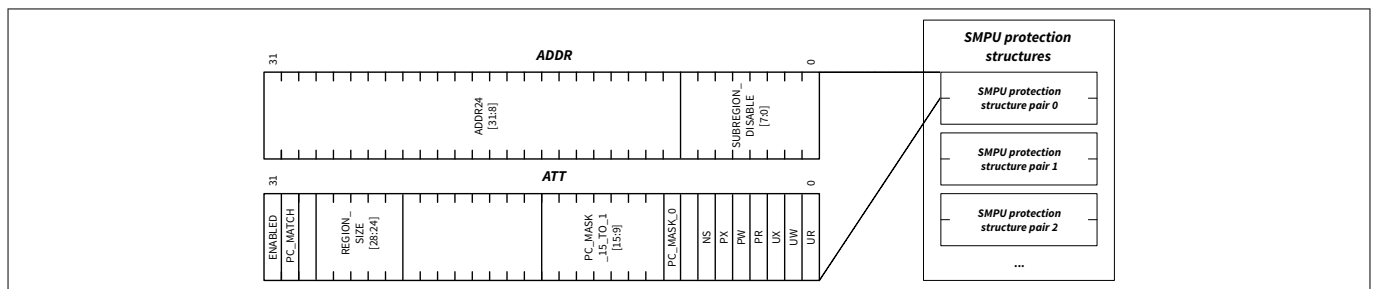 ADDR
31
0
ADDR24
[31:8]
SUBREGION_
DISABLE
[7:0]
ATT
31
0
ENABLED
PC_MATCH
REGION_
SIZE
[28:24]
PC_MASK
_15_TO_1
[15:9]
PC_MASK_0
NS
PX
PW
PR
UX
UW
UR
SMPU protection
structures
SMPU protection
structure pair 0
SMPU protection
structure pair 1
SMPU protection
structure pair 2
...